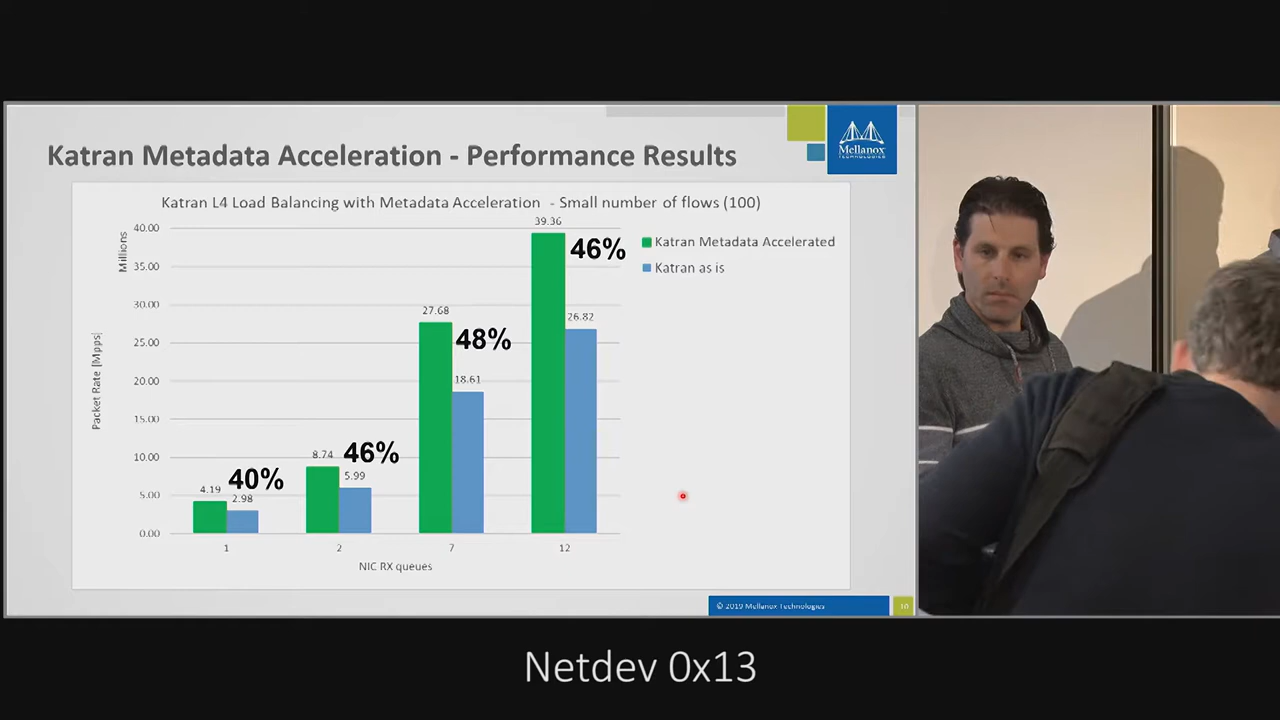 Katran Metadata Acceleration - Performance Results
Mellanox
TECHNOLOGIES
Katran L4 Load Balancing with Metadata Acceleration - Small number of flows (100)
Millions
Packet Rate [Mpps]
40.00
35.00
30.00
25.00
20.00
15.00
10.00
5.00
0.00
4.19
2.98
40%
8.74
5.99
46%
27.68
18.61
48%
39.36
26.82
46%
Katran Metadata Accelerated
Katran as is
1
2
7
12
NIC RX queues
© 2019 Mellanox Technologies
10
Netdev 0x13